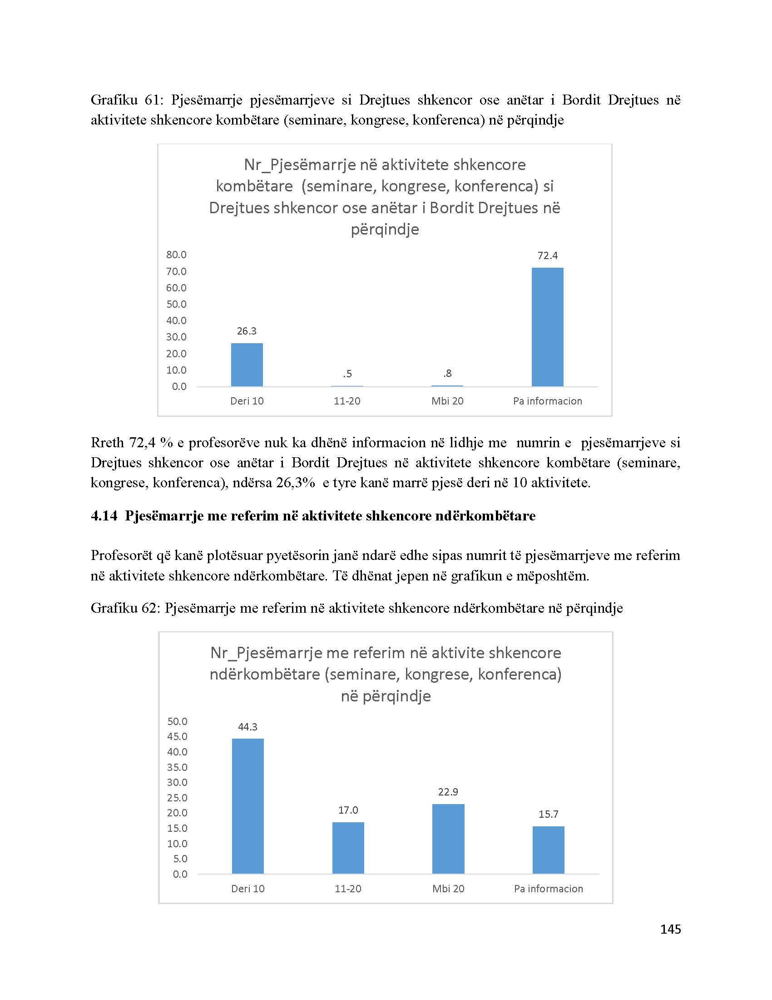 Grafiku 61: Pjesëmarrje pjesëmarrjeve si Drejtues shkencor ose anëtar i Bordit Drejtues në
aktivitete shkencore kombëtare (seminare, kongrese, konferenca) në përqindje
Nr_Pjesëmarrje në aktivitete shkencore
kombëtare (seminare, kongrese, konferenca) si
Drejtues shkencor ose anëtar i Bordit Drejtues në
përqindje
80.0
70.0
60.0
50.0
40.0
30.0
20.0
10.0
0.0
26.3
.5
.8
72.4
Deri 10
11-20
Mbi 20
Pa informacion
Rreth 72,4 % e profesorëve nuk ka dhënë informacion në lidhje me numrin e pjesëmarrjeve si
Drejtues shkencor ose anëtar i Bordit Drejtues në aktivitete shkencore kombëtare (seminare,
kongrese, konferenca), ndërsa 26,3% e tyre kanë marrë pjesë deri në 10 aktivitete.
4.14 Pjesëmarrje me referim në aktivitete shkencore ndërkombëtare
Profesorët që kanë plotësuar pyetësorin janë ndarë edhe sipas numrit të pjesëmarrjeve me referim
në aktivitete shkencore ndërkombëtare. Të dhënat jepen në grafikun e mëposhtëm.
Grafiku 62: Pjesëmarrje me referim në aktivitete shkencore ndërkombëtare në përqindje
Nr_Pjesëmarrje me referim në aktivite shkencore
ndërkombëtare (seminare, kongrese, konferenca)
në përqindje
50.0
45.0
40.0
35.0
30.0
25.0
20.0
15.0
10.0
5.0
0.0
44.3
17.0
22.9
15.7
Deri 10
11-20
Mbi 20
Pa informacion
145